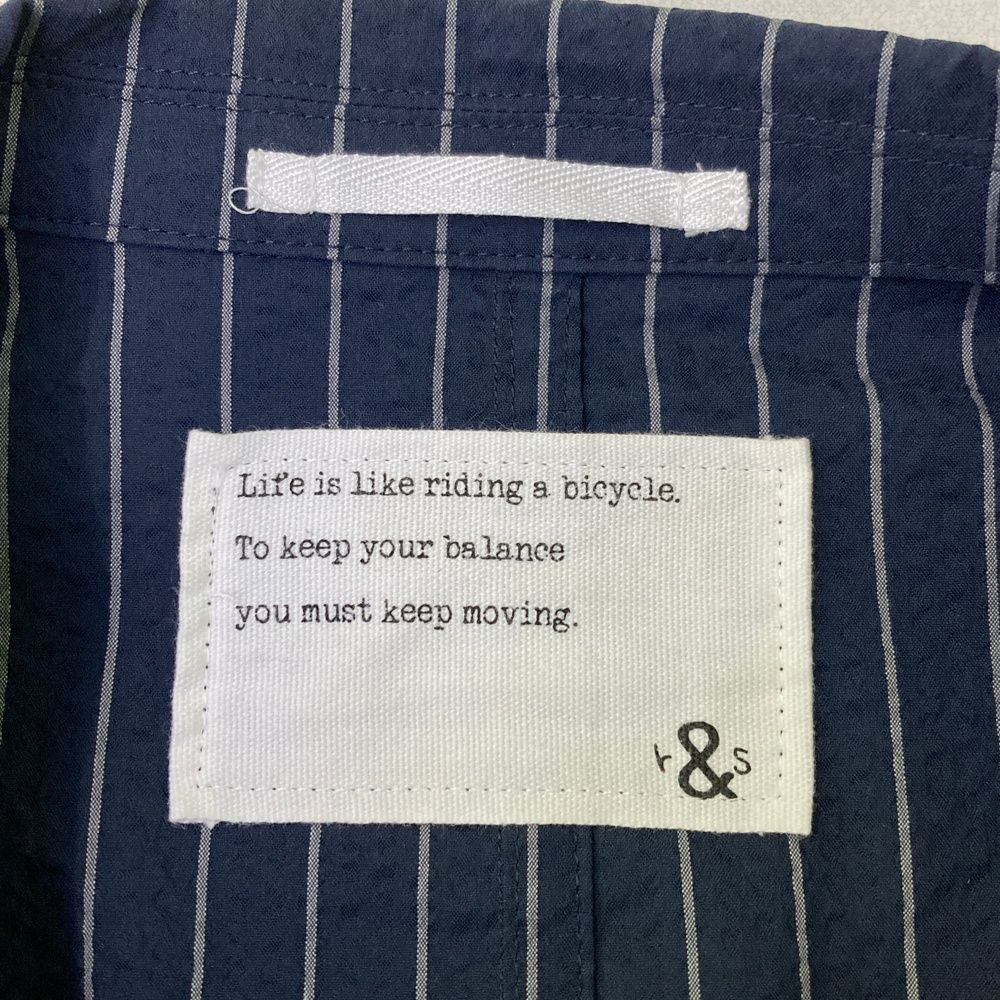 Life is like riding a bicycle.
To keep your balance
you must keep moving.
r&s